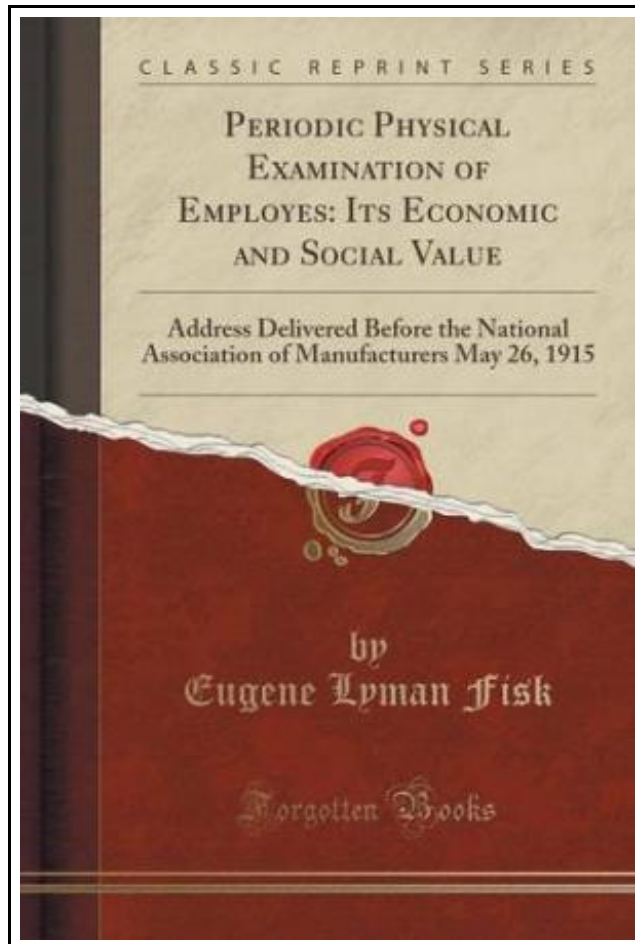 CLASSIC REPRINT SERIES
PERIODIC PHYSICAL
EXAMINATION OF
EMPLOYES: ITS ECONOMIC
AND SOCIAL VALUE
Address Delivered Before the National
Association of Manufacturers May 26, 1915
by
Eugene Lyman Fisk
Forgotten Books